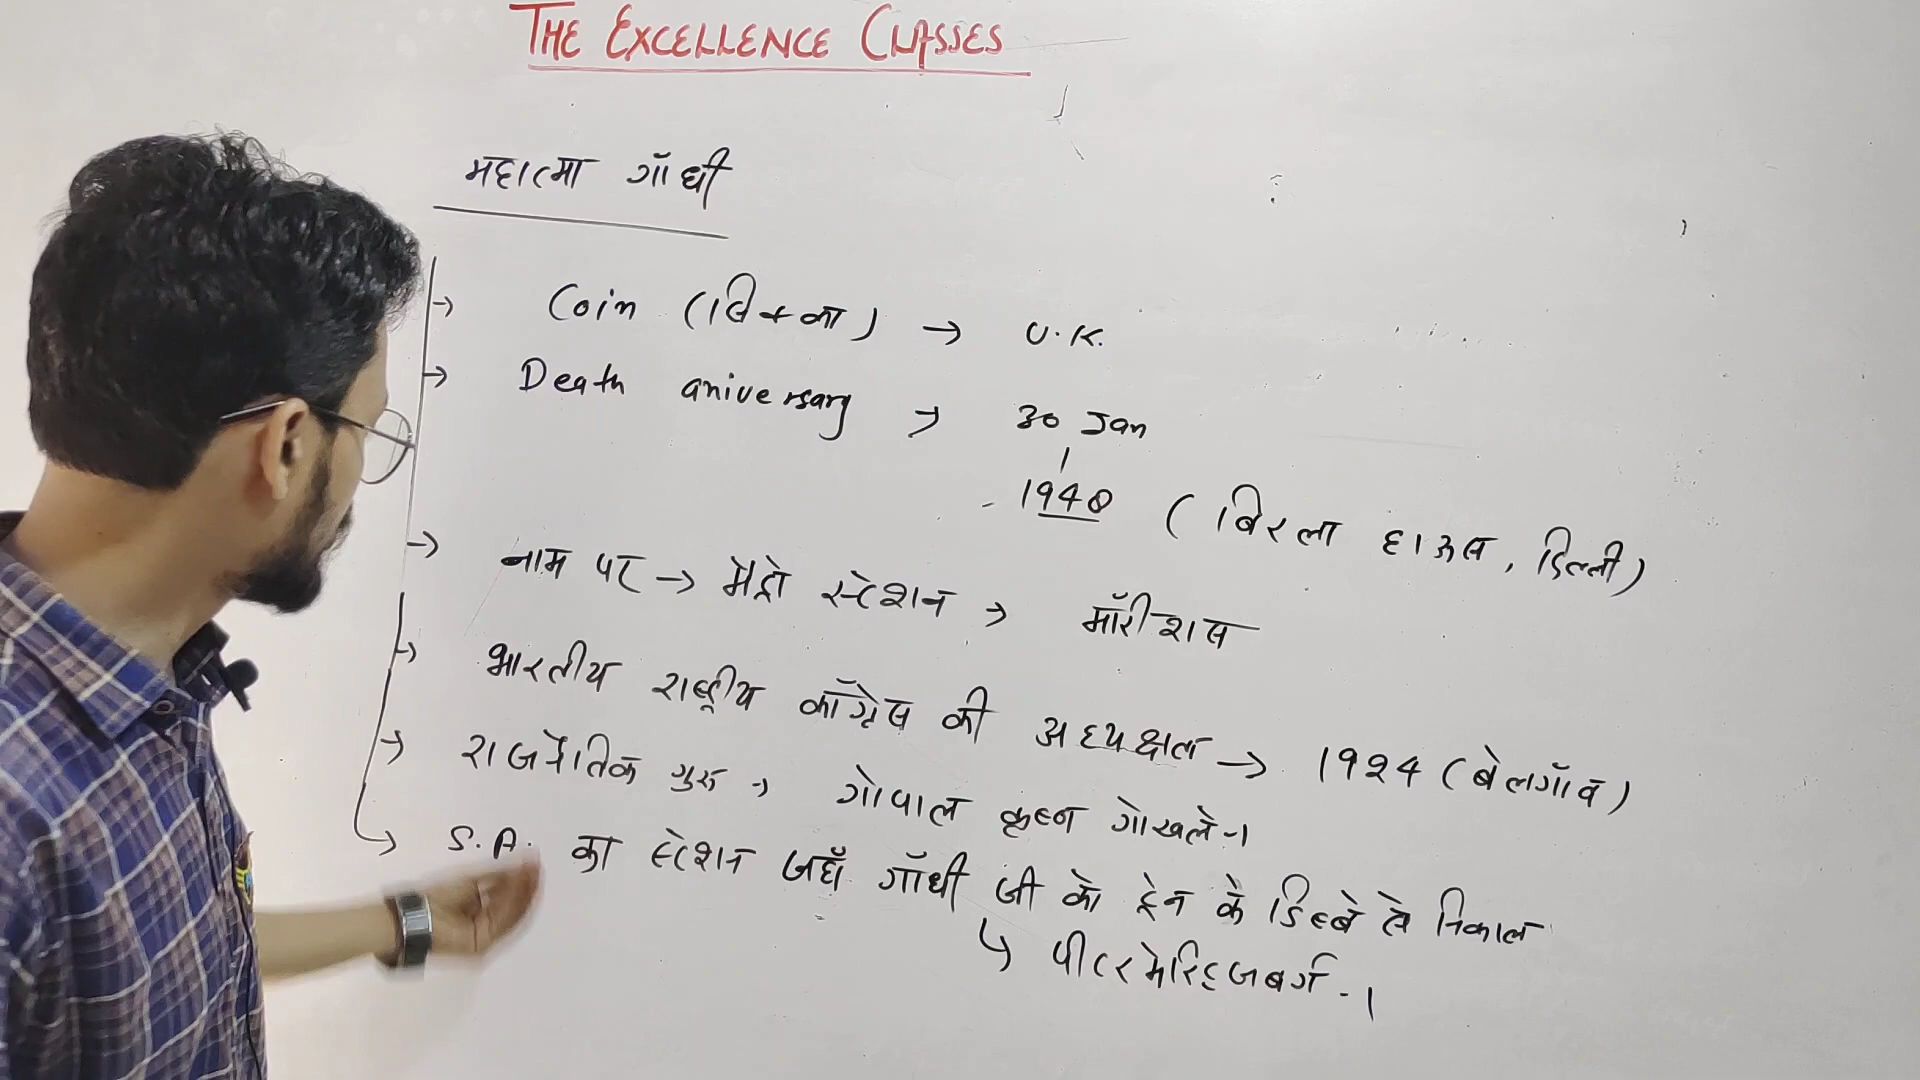 THE EXCELLENCE CLASSES
महात्मा गाँधी
→ Coin (सिक्का) → U.K.
→ Death aniversary → 30 Jan
1948 (बिरला हाऊस, दिल्ली)
→ नाम पर → मैट्रो स्टेशन → मॉरीशस
→ भारतीय राष्ट्रीय काँग्रेस की अध्यक्षता → 1924 (बेलगाँव)
→ राजनैतिक गुरु → गोपाल कृष्न गोखले-।
→ S.A. का स्टेशन जहाँ गाँधी जी को ट्रेन के डिब्बे से निकाला
↳ पीटरमेरिट्जबर्ग-।